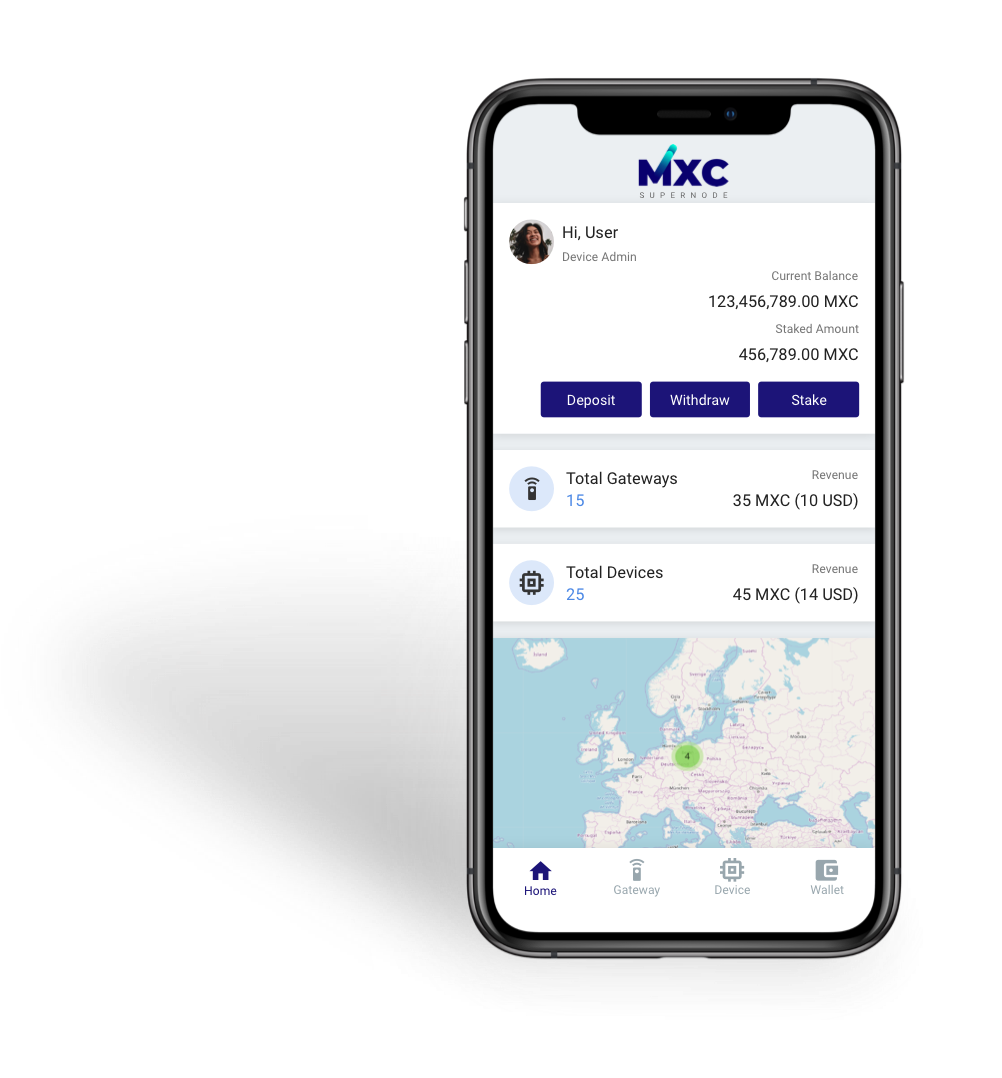 MXC
SUPERNODE
Hi, User
Device Admin
Current Balance
123,456,789.00 MXC
Staked Amount
456,789.00 MXC
Deposit Withdraw Stake
Total Gateways
Revenue
15
35 MXC (10 USD)
Total Devices
Revenue
25
45 MXC (14 USD)
4
Home Gateway Device Wallet